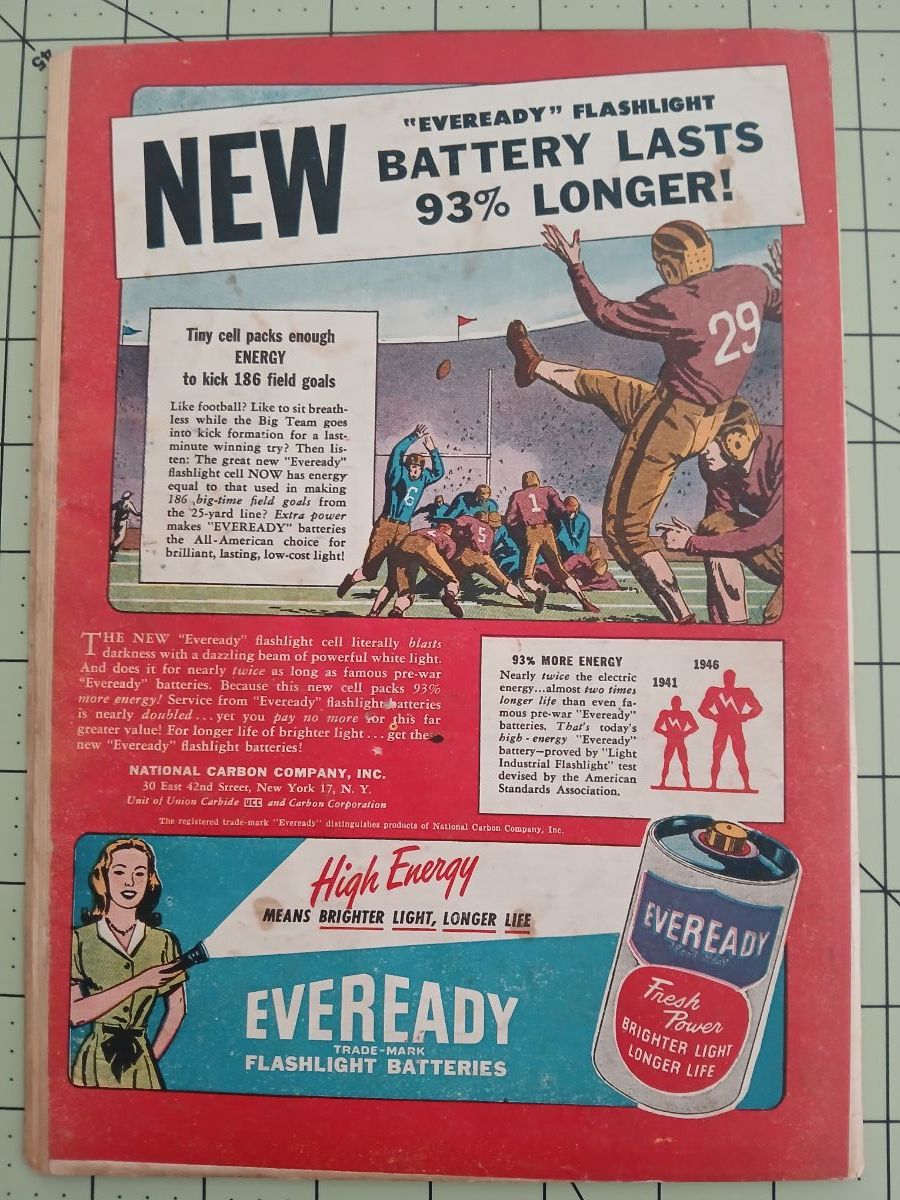 45
NEW
"EVEREADY" FLASHLIGHT
BATTERY LASTS
93% LONGER!
29
Tiny cell packs enough
ENERGY
to kick 186 field goals
Like football? Like to sit breath-
less while the Big Team goes
into kick formation for a last-
minute winning try? Then lis-
ten: The great new "Eveready"
flashlight cell NOW has energy
equal to that used in making
186 big-time field goals from
the 25-yard line? Extra power
makes "EVEREADY" batteries
the All-American choice for
brilliant, lasting, low-cost light!
6
5
1
THE NEW "Eveready" flashlight cell literally blasts
darkness with a dazzling beam of powerful white light.
And does it for nearly twice as long as famous pre-war
"Eveready" batteries. Because this new cell packs 93%
more energy! Service from "Eveready" flashlight batteries
is nearly doubled...yet you pay no more for this far
greater value! For longer life of brighter light...get the
new "Eveready" flashlight batteries!
NATIONAL CARBON COMPANY, INC.
30 East 42nd Street, New York 17, N. Y.
Unit of Union Carbide UCC and Carbon Corporation
The registered trade-mark "Eveready" distinguishes products of National Carbon Company, Inc.
93% MORE ENERGY
Nearly twice the electric
energy...almost two times
longer life than even fa-
mous pre-war "Eveready"
batteries. That's today's
high-energy "Eveready"
battery—proved by "Light
Industrial Flashlight" test
devised by the American
Standards Association.
1941
1946
High Energy
MEANS BRIGHTER LIGHT, LONGER LIFE
EVEREADY
TRADE-MARK
FLASHLIGHT BATTERIES
EVEREADY
TRADE-MARK
Fresh
Power
BRIGHTER LIGHT
LONGER LIFE